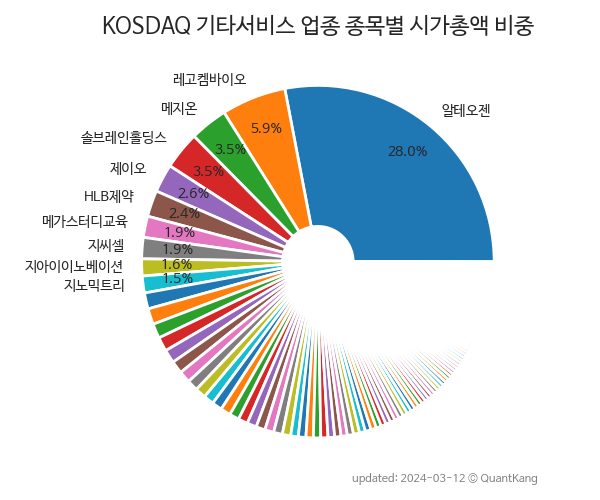 KOSDAQ 기타서비스 업종 종목별 시가총액 비중
알테오젠
28.0%
레고켐바이오
5.9%
메지온
3.5%
솔브레인홀딩스
3.5%
제이오
2.6%
HLB제약
2.4%
메가스터디교육
1.9%
지씨셀
1.9%
지아이이노베이션
1.6%
지노믹트리
1.5%
updated: 2024-03-12 © QuantKang